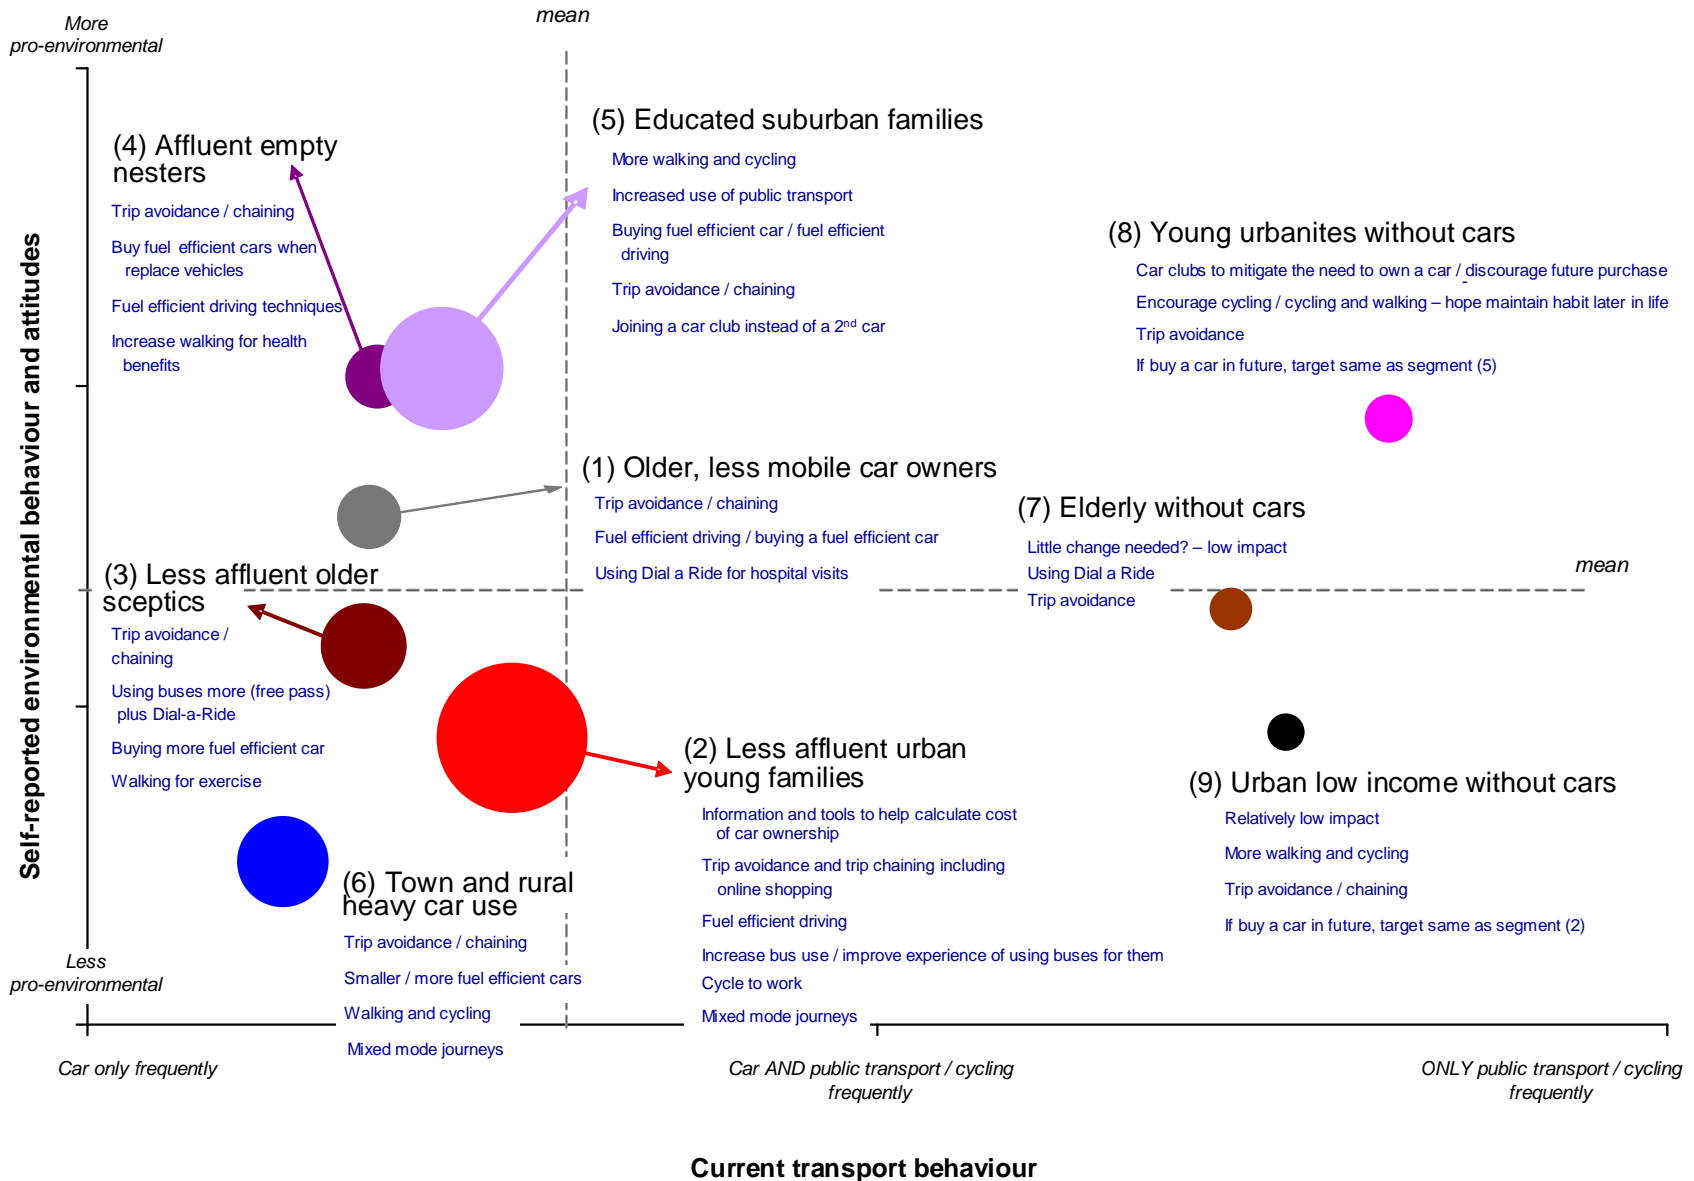 More
pro-environmental
mean
(4) Affluent empty
nesters
Trip avoidance / chaining
Buy fuel efficient cars when
replace vehicles
Fuel efficient driving techniques
Increase walking for health
benefits
(5) Educated suburban families
More walking and cycling
Increased use of public transport
Buying fuel efficient car / fuel efficient
driving
Trip avoidance / chaining
Joining a car club instead of a 2nd car
(8) Young urbanites without cars
Car clubs to mitigate the need to own a car / discourage future purchase
-
Encourage cycling / cycling and walking – hope maintain habit later in life
Trip avoidance
If buy a car in future, target same as segment (5)
(1) Older, less mobile car owners
Trip avoidance / chaining
Fuel efficient driving / buying a fuel efficient car
Using Dial a Ride for hospital visits
(7) Elderly without cars
Little change needed? – low impact
Using Dial a Ride
Trip avoidance
mean
(3) Less affluent older
sceptics
Trip avoidance /
chaining
Using buses more (free pass)
plus Dial-a-Ride
Buying more fuel efficient car
Walking for exercise
(2) Less affluent urban
young families
Information and tools to help calculate cost
of car ownership
Trip avoidance and trip chaining including
online shopping
Fuel efficient driving
Increase bus use / improve experience of using buses for them
Cycle to work
Mixed mode journeys
(9) Urban low income without cars
Relatively low impact
More walking and cycling
Trip avoidance / chaining
If buy a car in future, target same as segment (2)
(6) Town and rural
heavy car use
Trip avoidance / chaining
Smaller / more fuel efficient cars
Walking and cycling
Mixed mode journeys
Self-reported environmental behaviour and attitudes
Less
pro-environmental
Car only frequently
Car AND public transport / cycling
frequently
ONLY public transport / cycling
frequently
Current transport behaviour